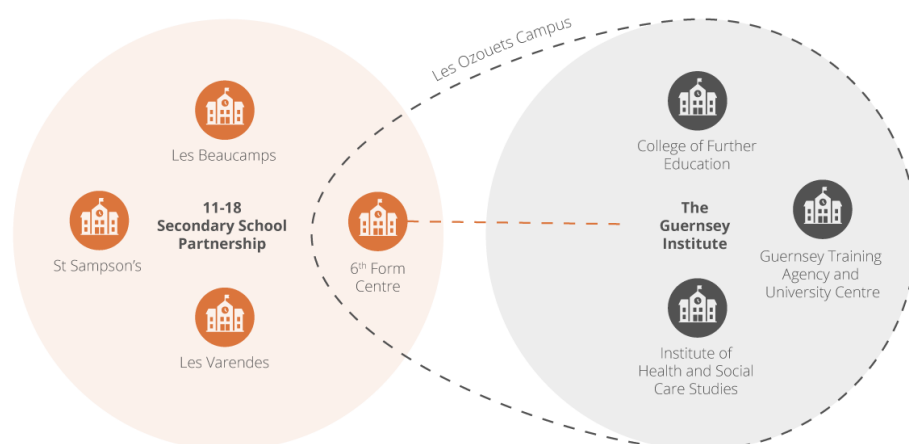 Les Ozouets Campus
Les Beaucamps
11-18
Secondary School
Partnership
St Sampson's
6th Form
Centre
Les Varendes
College of Further
Education
The
Guernsey
Institute
Guernsey Training
Agency and
University Centre
Institute of
Health and Social
Care Studies